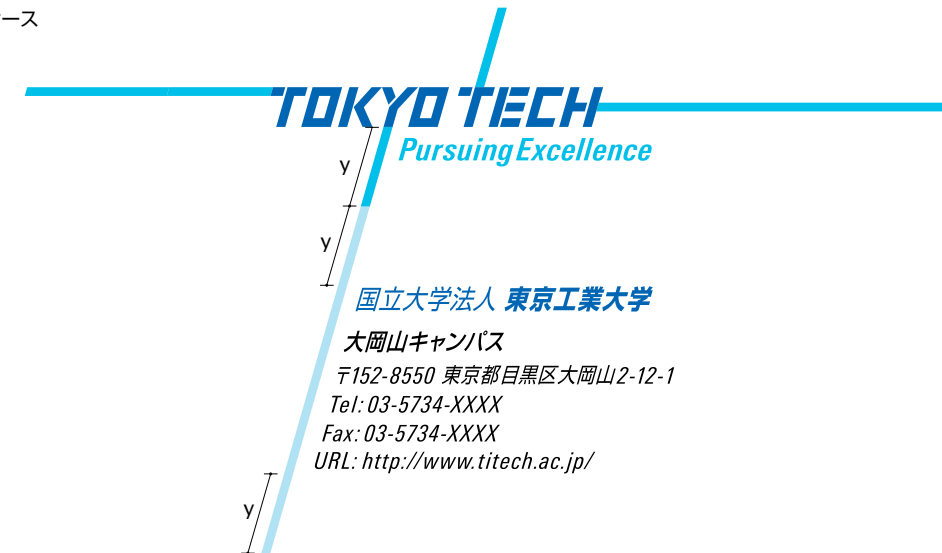 ース
TOKYO TECH
Pursuing Excellence
y
y
国立大学法人 東京工業大学
大岡山キャンパス
〒152-8550 東京都目黒区大岡山2-12-1
Tel: 03-5734-XXXX
Fax: 03-5734-XXXX
URL: http://www.titech.ac.jp/
y